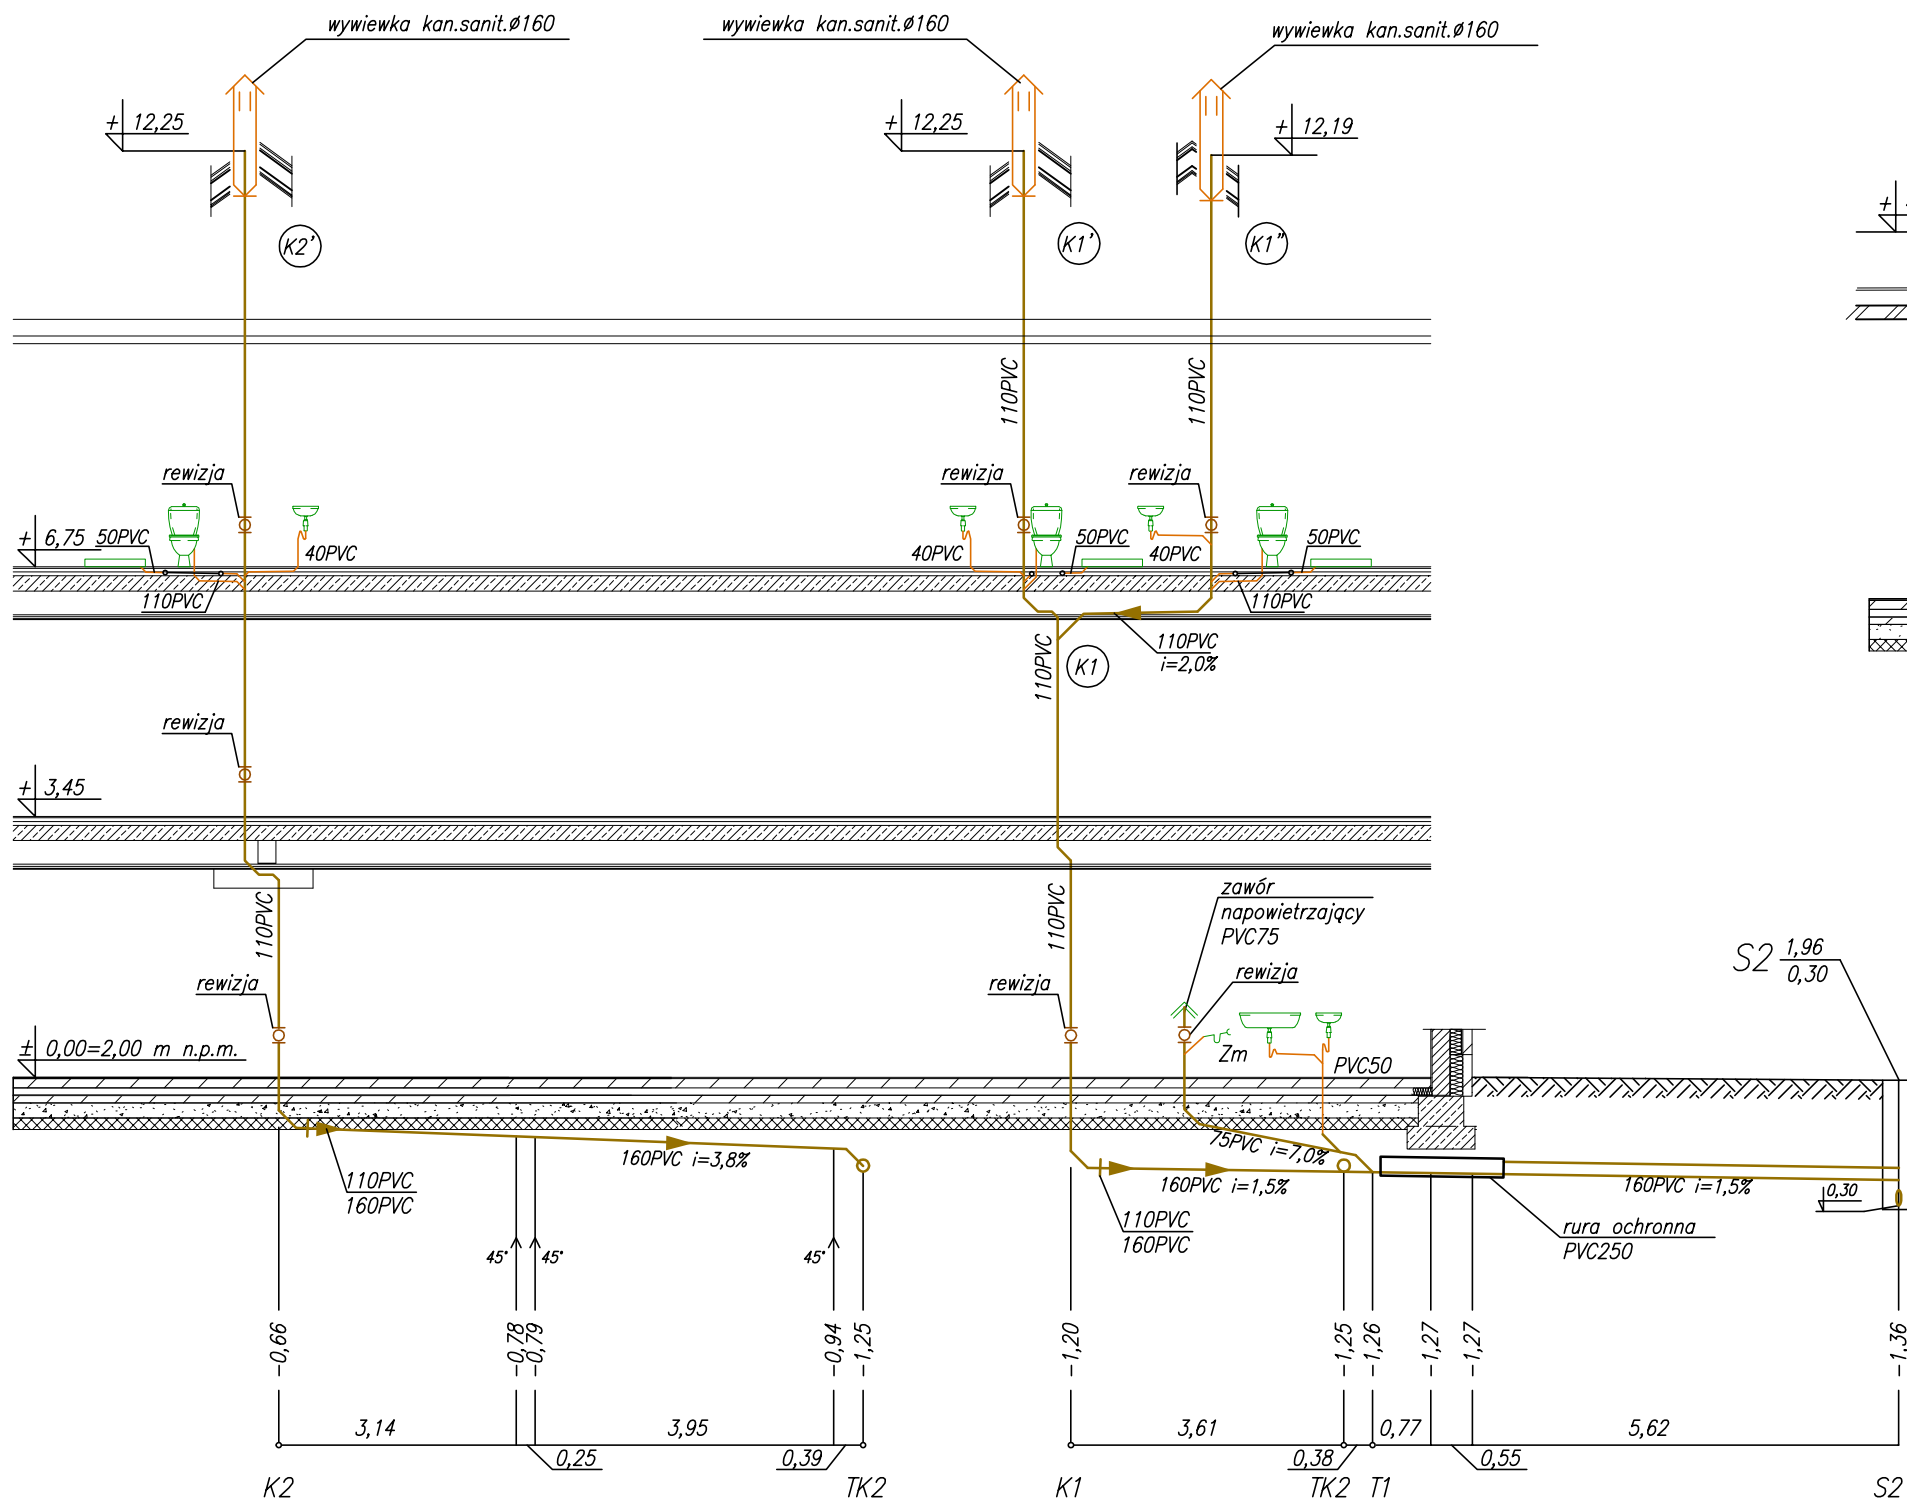 wywiewka kan.sanit.ø160
wywiewka kan.sanit.ø160
wywiewka kan.sanit.ø160
+ 12,25
+ 12,25
+ 12,19
+
K2’
K1’
K1”
110PVC
110PVC
rewizja
rewizja
rewizja
+ 6,75
50PVC
40PVC
110PVC
40PVC
50PVC
40PVC
50PVC
110PVC
110PVC
i=2,0%
110PVC
K1
rewizja
+ 3,45
110PVC
110PVC
zawór
napowietrzający
PVC75
rewizja
rewizja
rewizja
S2 1,96
0,30
± 0,00=2,00 m n.p.m.
Zm
PVC50
160PVC i=3,8%
110PVC
160PVC
75PVC i=7,0%
160PVC i=1,5%
110PVC
160PVC
160PVC i=1,5%
0,30
rura ochronna
PVC250
45°
45°
45°
-0,66
-0,78
-0,79
-0,94
-1,25
-1,20
-1,25
-1,26
-1,27
-1,27
-1,36
3,14
0,25
3,95
0,39
3,61
0,38
0,77
0,55
5,62
K2
TK2
K1
TK2
T1
S2